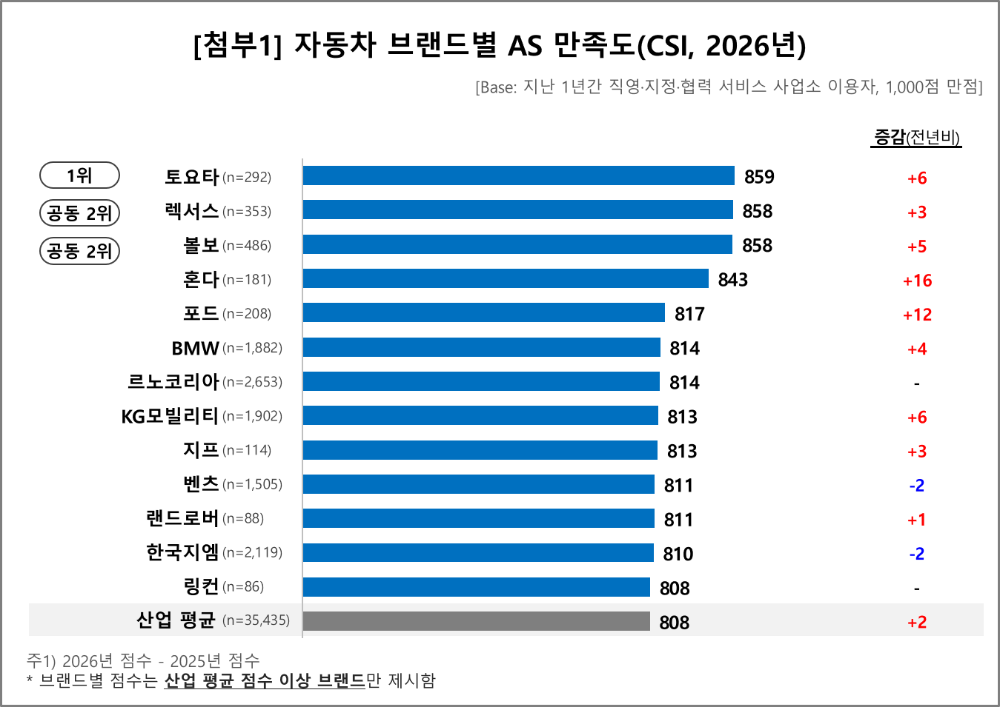 [첨부1] 자동차 브랜드별 AS 만족도(CSI, 2026년)
[Base: 지난 1년간 직영·지정·협력 서비스 사업소 이용자, 1,000점 만점]
증감(전년비)
1위 토요타 (n=292) 859 +6
공동 2위 렉서스 (n=353) 858 +3
공동 2위 볼보 (n=486) 858 +5
혼다 (n=181) 843 +16
포드 (n=208) 817 +12
BMW (n=1,882) 814 +4
르노코리아 (n=2,653) 814 -
KG모빌리티 (n=1,902) 813 +6
지프 (n=114) 813 +3
벤츠 (n=1,505) 811 -2
랜드로버 (n=88) 811 +1
한국지엠 (n=2,119) 810 -2
링컨 (n=86) 808 -
산업 평균 (n=35,435) 808 +2
주1) 2026년 점수 - 2025년 점수
* 브랜드별 점수는 산업 평균 점수 이상 브랜드만 제시함